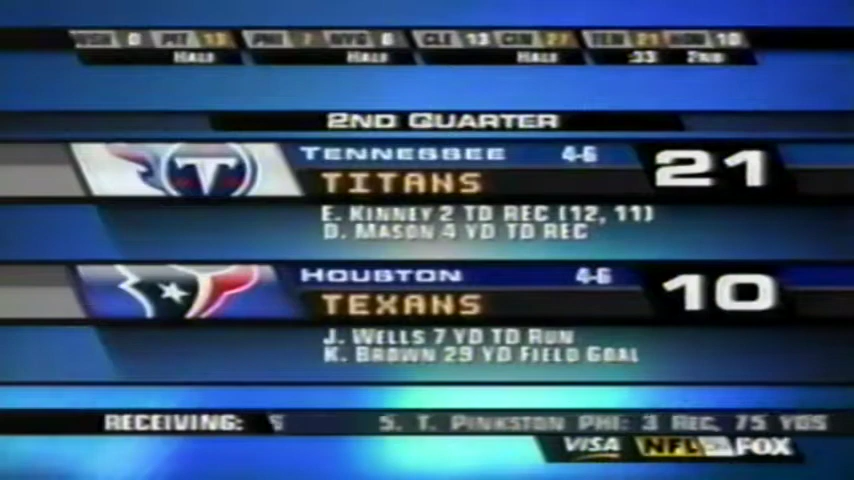 WSH 0 PIT 13 PHI 7 NYG 6 CLE 13 CIN 27 TEN 21 HOU 10
HALF HALF HALF :33 2ND
2ND QUARTER
TENNESSEE 4-6
TITANS 21
E. KINNEY 2 TD REC (12, 11)
D. MASON 4 YD TD REC
HOUSTON 4-6
TEXANS 10
J. WELLS 7 YD TD RUN
K. BROWN 29 YD FIELD GOAL
RECEIVING: 5. T. PINKSTON PHI: 3 REC, 75 YDS
VISA NFL ON FOX